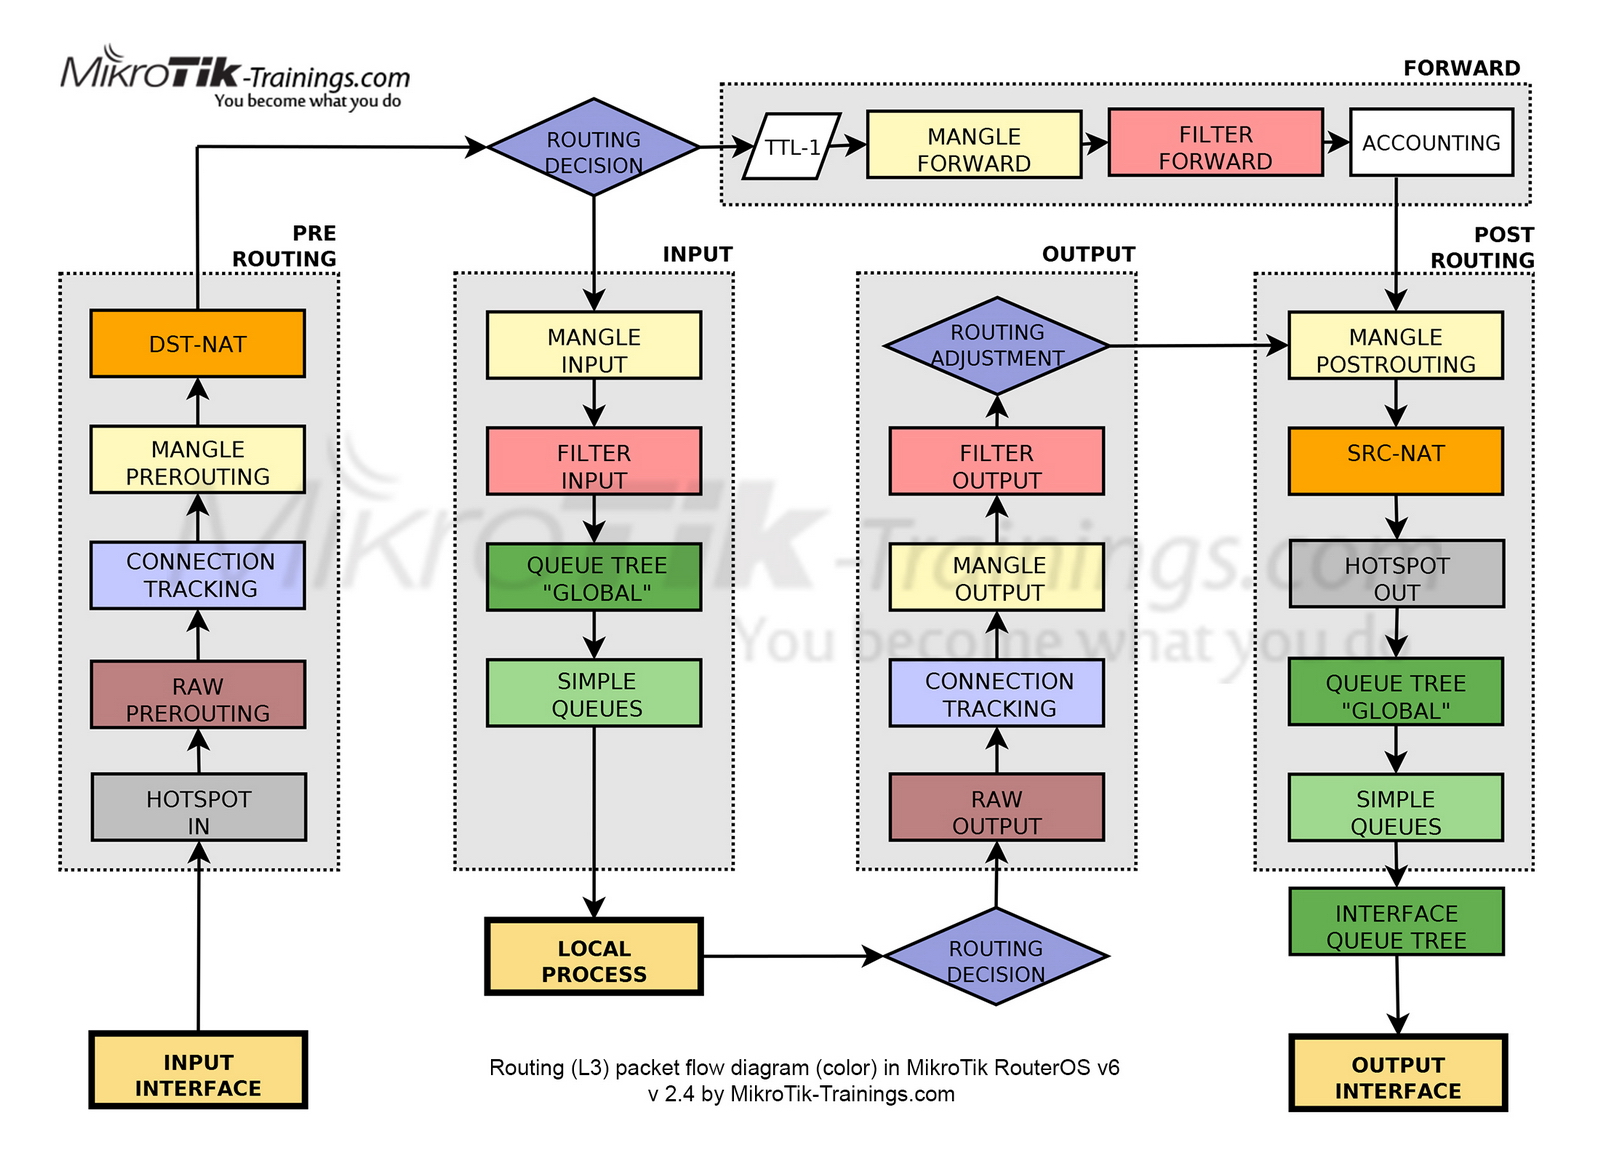 MikroTik-Trainings.com
You become what you do
FORWARD
ROUTING
DECISION
TTL-1
MANGLE
FORWARD
FILTER
FORWARD
ACCOUNTING
PRE
ROUTING
DST-NAT
MANGLE
PREROUTING
CONNECTION
TRACKING
RAW
PREROUTING
HOTSPOT
IN
INPUT
INTERFACE
INPUT
MANGLE
INPUT
FILTER
INPUT
QUEUE TREE
"GLOBAL"
SIMPLE
QUEUES
LOCAL
PROCESS
OUTPUT
ROUTING
ADJUSTMENT
FILTER
OUTPUT
MANGLE
OUTPUT
CONNECTION
TRACKING
RAW
OUTPUT
ROUTING
DECISION
POST
ROUTING
MANGLE
POSTROUTING
SRC-NAT
HOTSPOT
OUT
QUEUE TREE
"GLOBAL"
SIMPLE
QUEUES
INTERFACE
QUEUE TREE
OUTPUT
INTERFACE
MikroTik-Trainings.com
You become what you do
Routing (L3) packet flow diagram (color) in MikroTik RouterOS v6
v 2.4 by MikroTik-Trainings.com